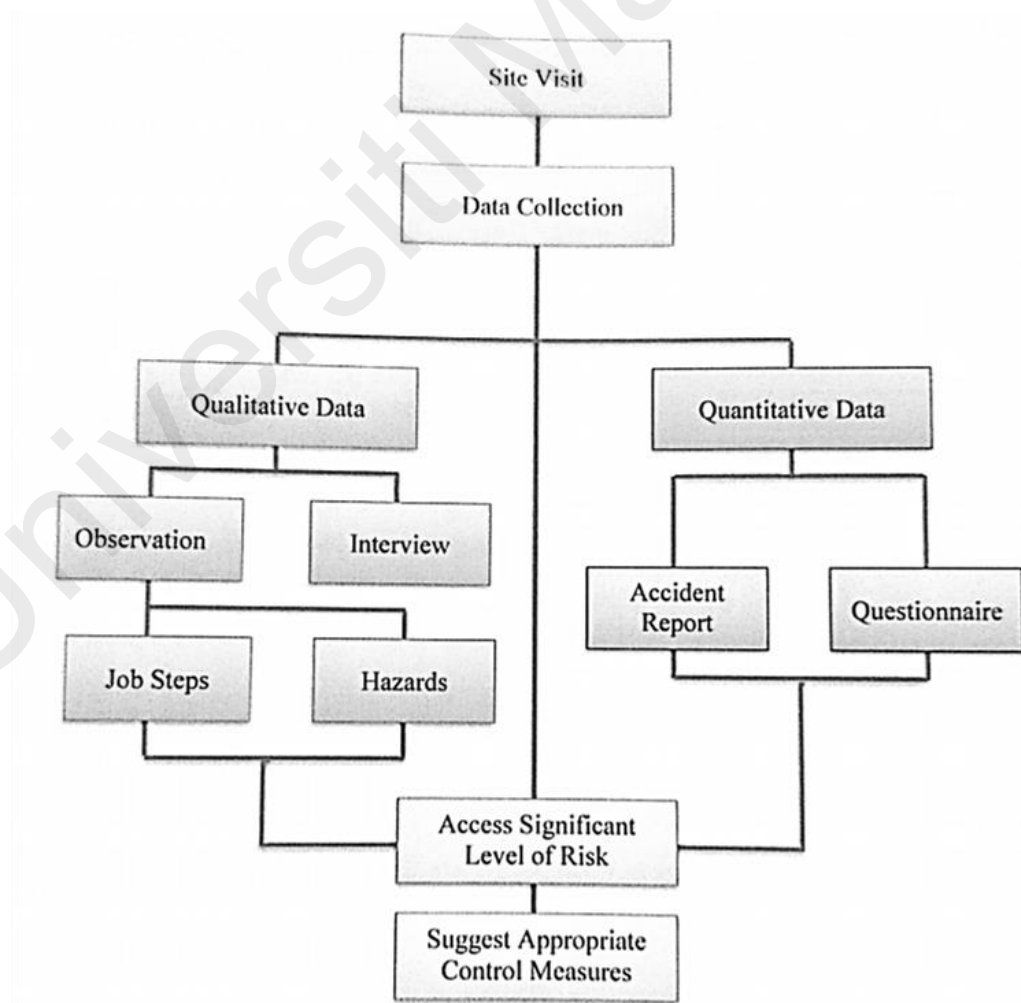 Site Visit
Data Collection
Qualitative Data
Quantitative Data
Observation
Interview
Accident
Report
Questionnaire
Job Steps
Hazards
Access Significant
Level of Risk
Suggest Appropriate
Control Measures
Universiti